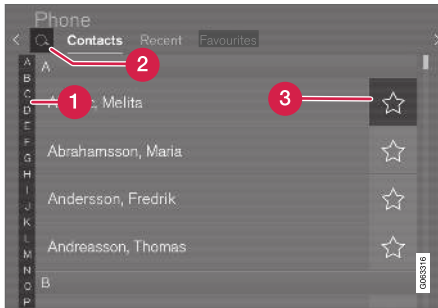 Phone
Contacts Recent Favourites
2
A
A
B
C
D
E
F
G
H
I
J
K
L
M
N
O
P
1
Melita
3
Abrahamsson, Maria
Andersson, Fredrik
Andreasson, Thomas
B
G063316